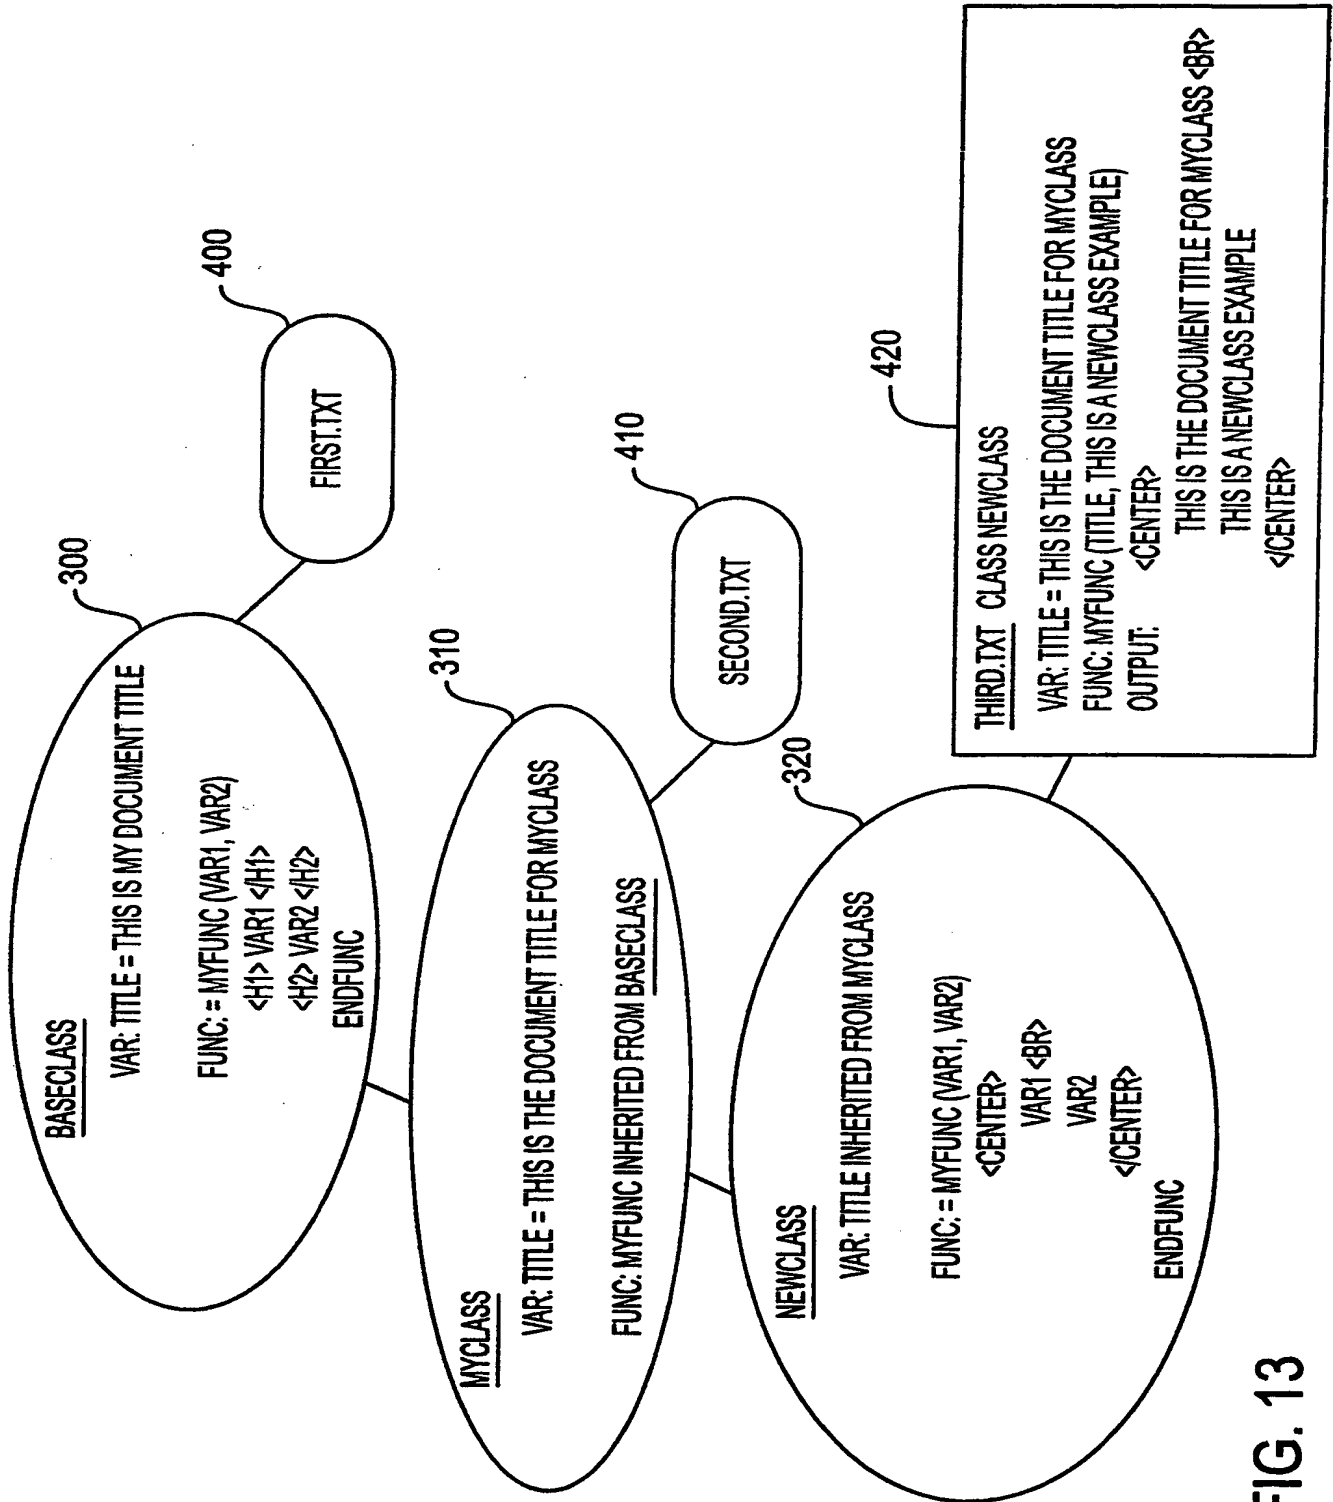 BASECLASS
VAR: TITLE = THIS IS MY DOCUMENT TITLE
FUNC: = MYFUNC (VAR1, VAR2)
<H1> VAR1 </H1>
<H2> VAR2 </H2>
ENDFUNC
300
400
FIRST.TXT
MYCLASS
VAR: TITLE = THIS IS THE DOCUMENT TITLE FOR MYCLASS
FUNC: MYFUNC INHERITED FROM BASECLASS
310
410
SECOND.TXT
NEWCLASS
VAR: TITLE INHERITED FROM MYCLASS
FUNC: = MYFUNC (VAR1, VAR2)
<CENTER>
VAR1 <BR>
VAR2
</CENTER>
ENDFUNC
320
420
THIRD.TXT CLASS NEWCLASS
VAR: TITLE = THIS IS THE DOCUMENT TITLE FOR MYCLASS
FUNC: MYFUNC (TITLE, THIS IS A NEWCLASS EXAMPLE)
OUTPUT: <CENTER>
THIS IS THE DOCUMENT TITLE FOR MYCLASS <BR>
THIS IS A NEWCLASS EXAMPLE
</CENTER>
FIG. 13